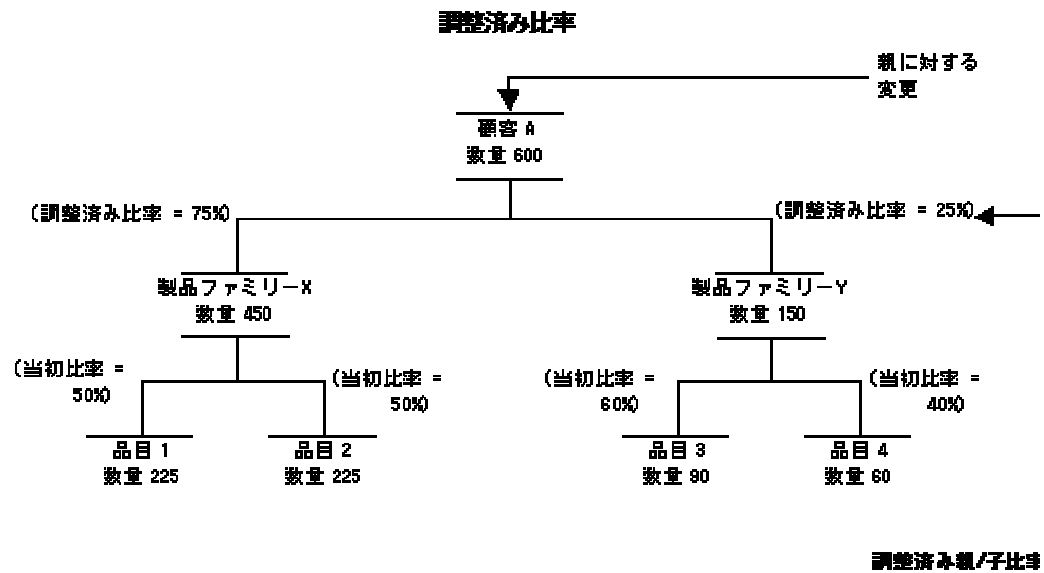 調整済み比率
親に対する
変更
顧客 A
数量 600
(調整済み比率 = 75%)
(調整済み比率 = 25%)
製品ファミリーX
数量 450
製品ファミリーY
数量 150
(当初比率 =
50%)
(当初比率 =
50%)
(当初比率 =
60%)
(当初比率 =
40%)
品目 1
数量 225
品目 2
数量 225
品目 3
数量 90
品目 4
数量 60
調整済み親/子比率